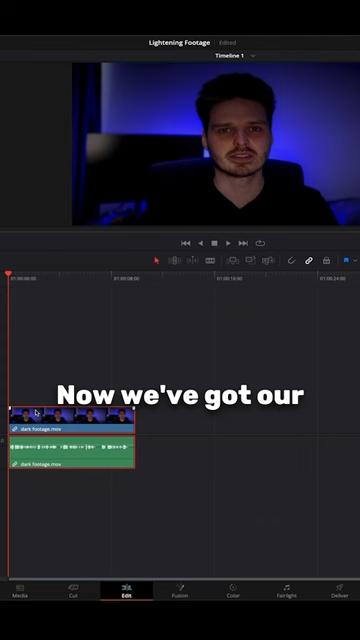 Lightening Footage Edited
Timeline 1
01:00:00:00 01:00:08:00 01:00:16:00 01:00:24:00
Now we've got our
dark footage.mov
dark footage.mov
Media Cut Edit Fusion Color Fairlight Deliver